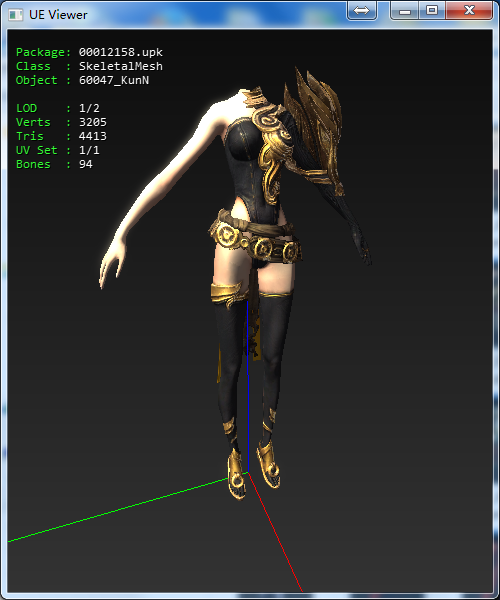 UE Viewer
Package: 00012158.upk
Class : SkeletalMesh
Object : 60047_KunN
LOD : 1/2
Verts : 3205
Tris : 4413
UV Set : 1/1
Bones : 94